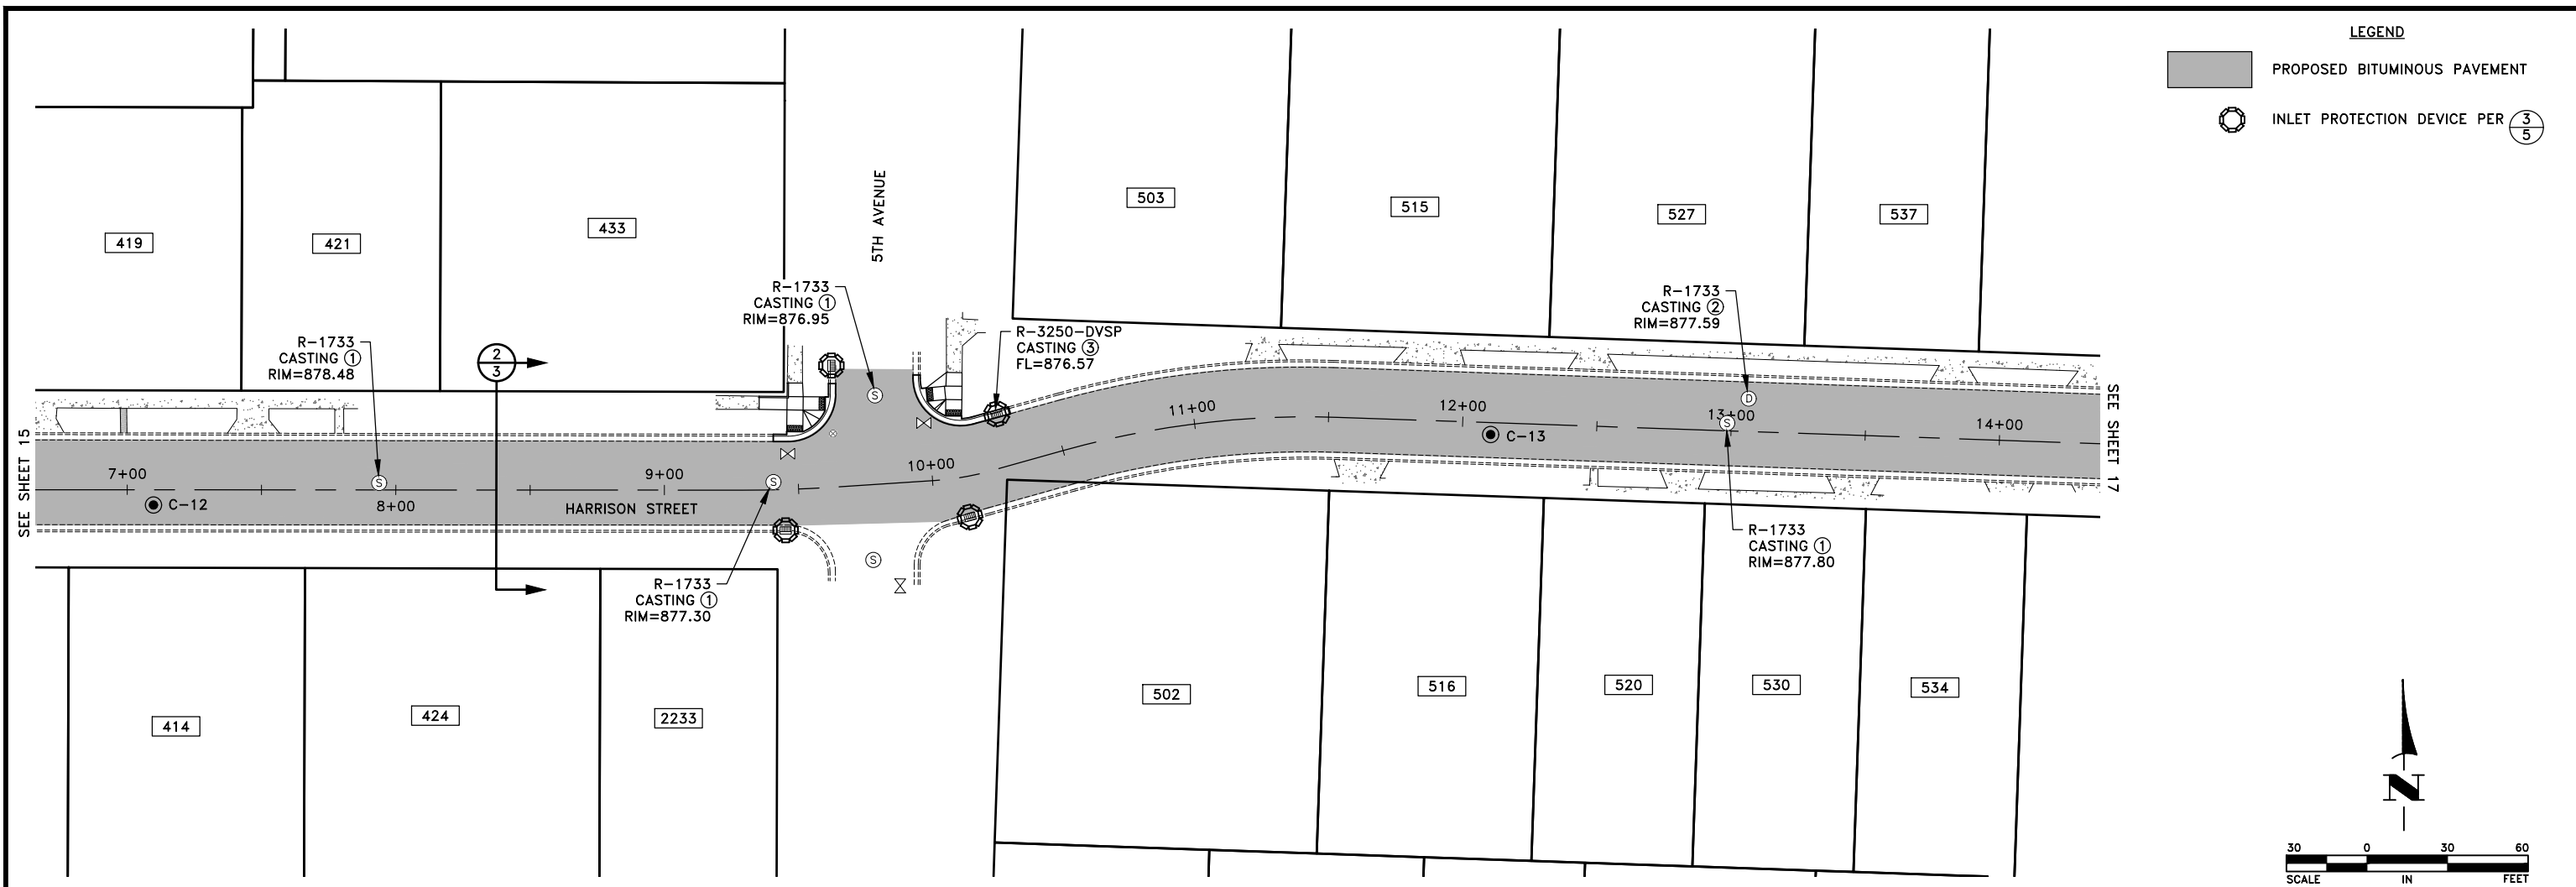 LEGEND
PROPOSED BITUMINOUS PAVEMENT
INLET PROTECTION DEVICE PER 3
5
419
421
433
5TH AVENUE
503
515
527
537
R-1733
CASTING 1
RIM=878.48
2
3
R-1733
CASTING 1
RIM=876.95
R-3250-DVSP
CASTING 3
FL=876.57
R-1733
CASTING 2
RIM=877.59
S
S
D
SEE SHEET 15
7+00
8+00
9+00
10+00
11+00
12+00
13+00
14+00
SEE SHEET 17
S
S
S
C-12
C-13
HARRISON STREET
S
R-1733
CASTING 1
RIM=877.30
R-1733
CASTING 1
RIM=877.80
414
424
2233
502
516
520
530
534
N
30 0 30 60
SCALE IN FEET